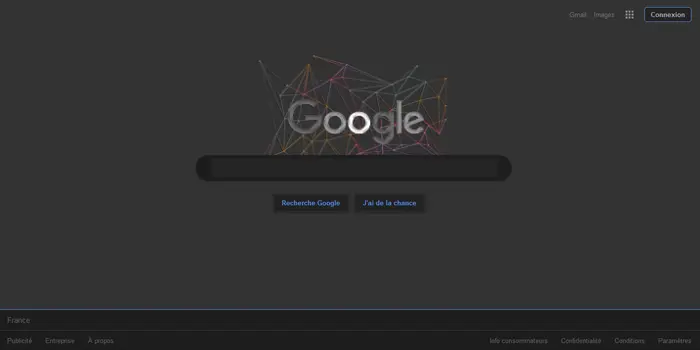 Gmail Images Connexion
Google
Recherche Google J'ai de la chance
France
Publicité Entreprise À propos Info consommateurs Confidentialité Conditions Paramètres